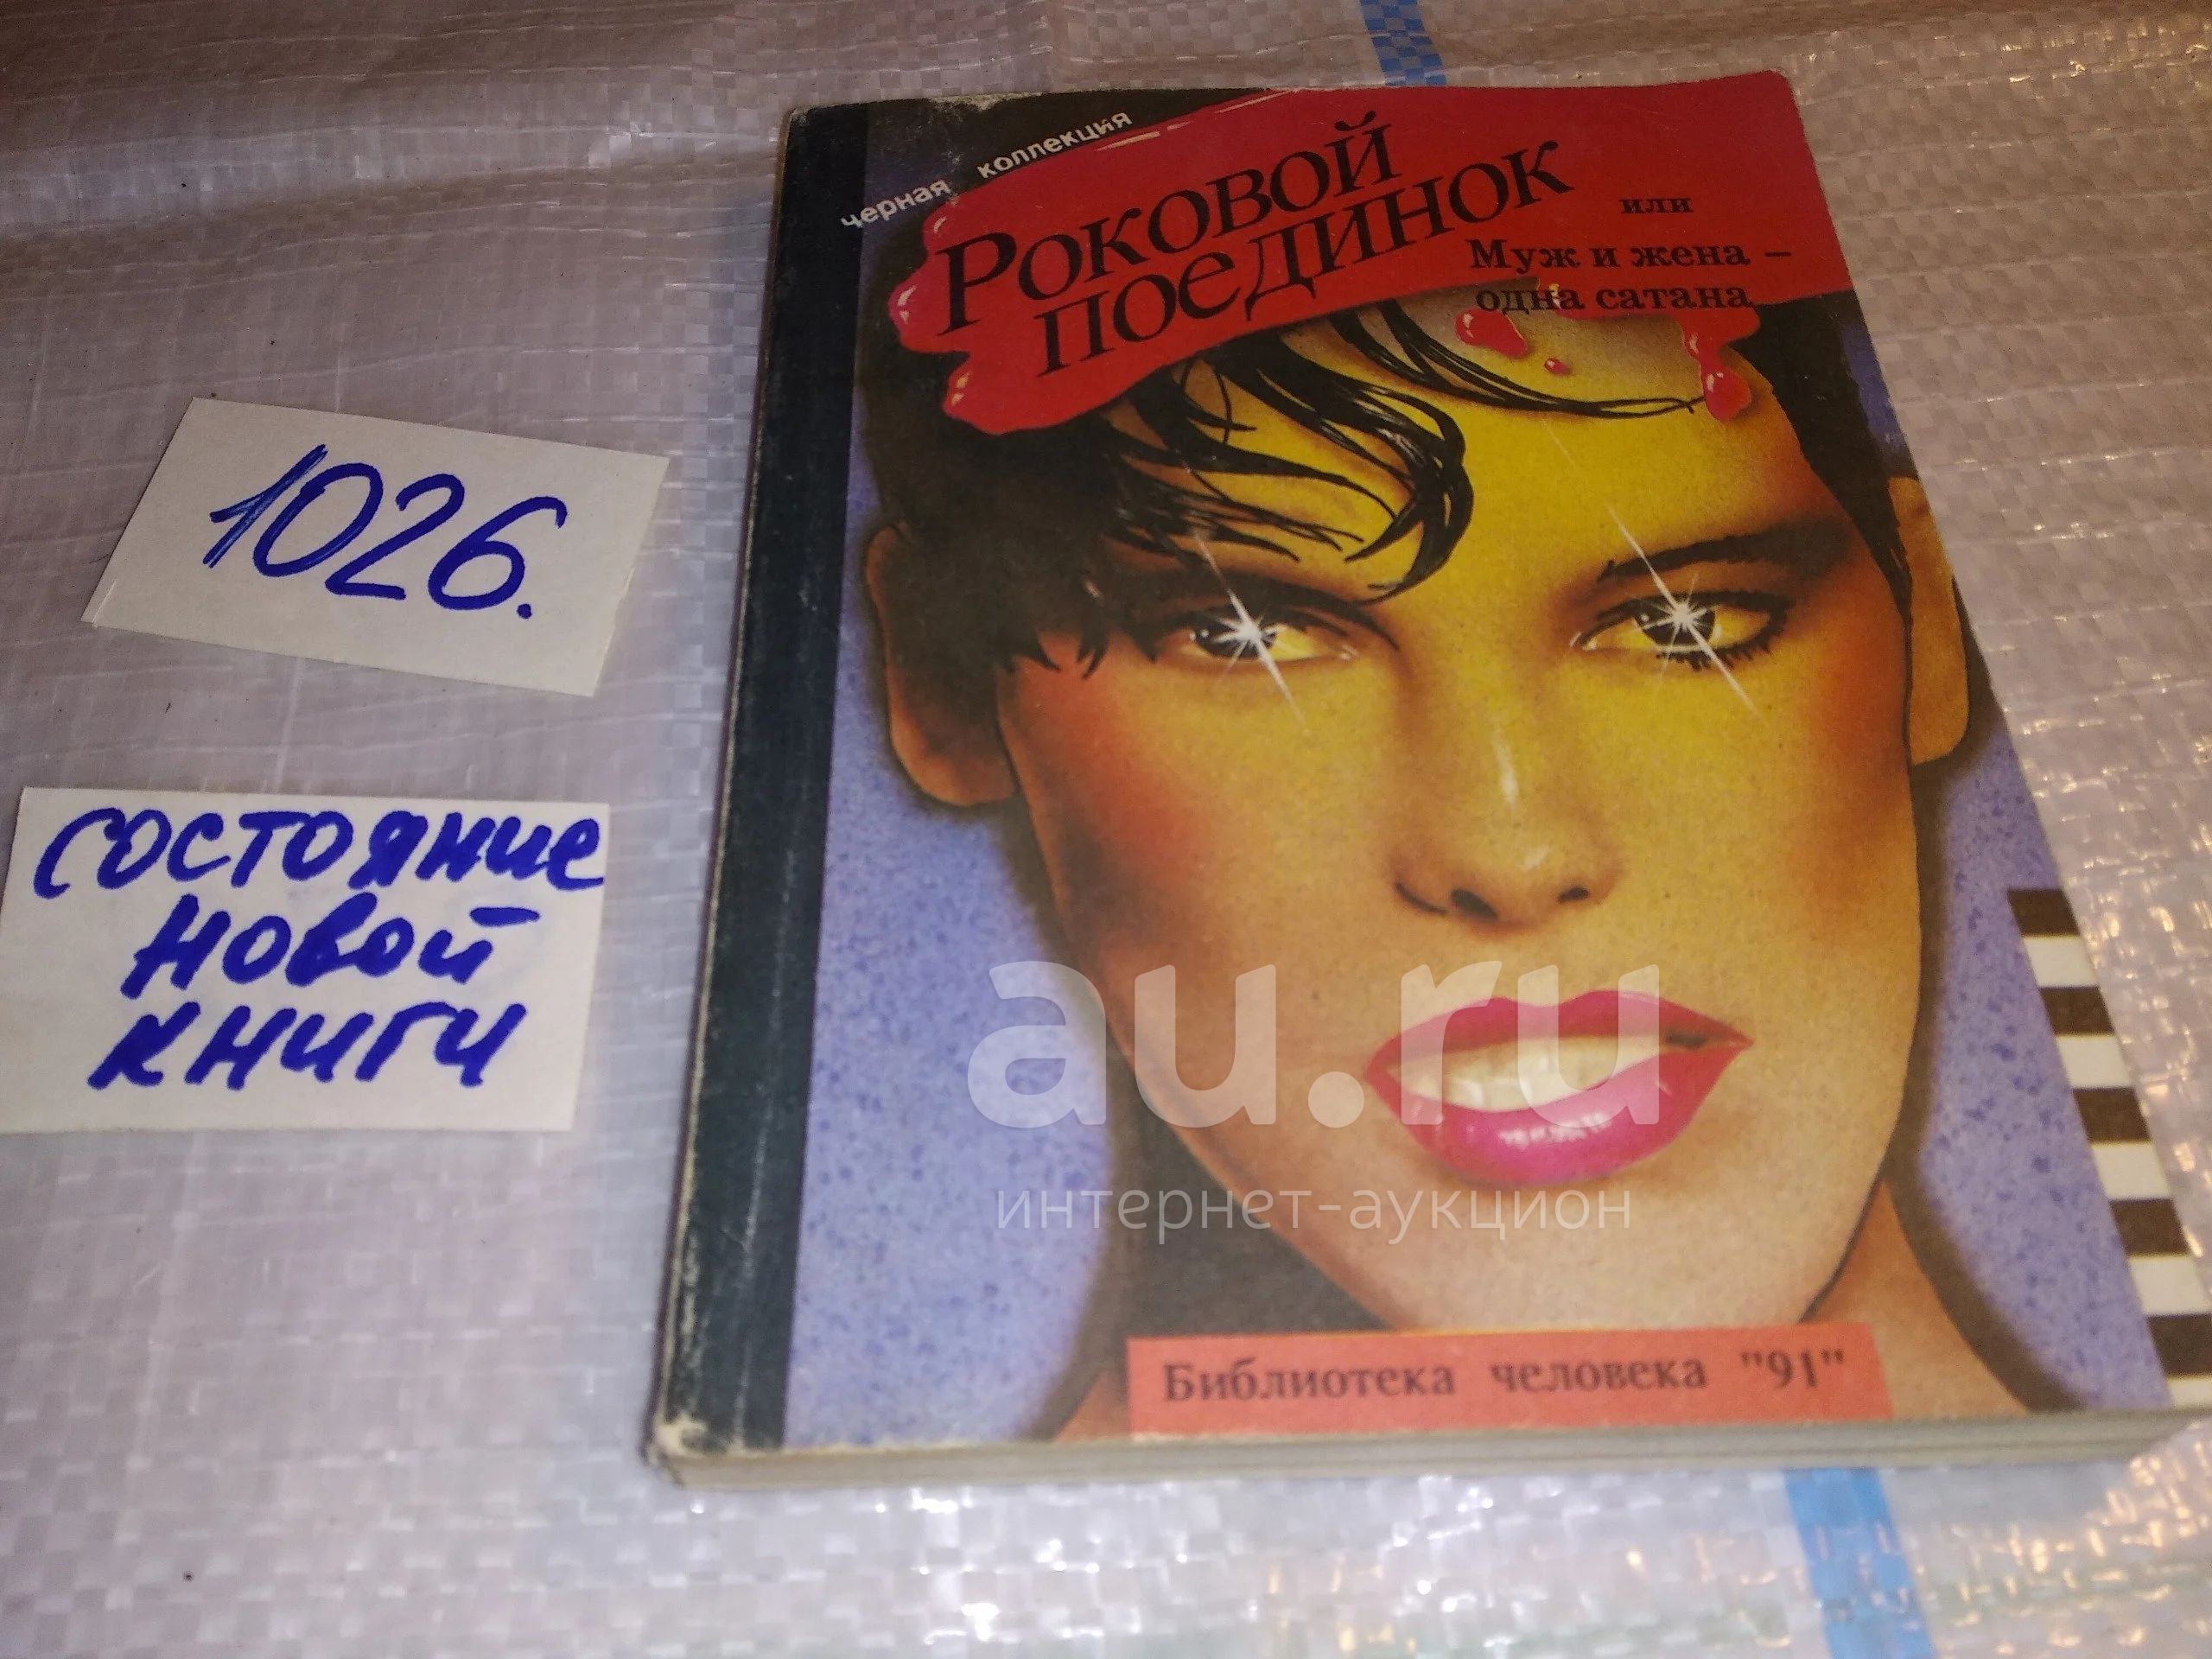 черная коллекция
Роковой
поединок
или
Муж и жена –
одна сатана
1026.
состояние
новой
книги
au.ru
интернет-аукцион
Библиотека человека "91"